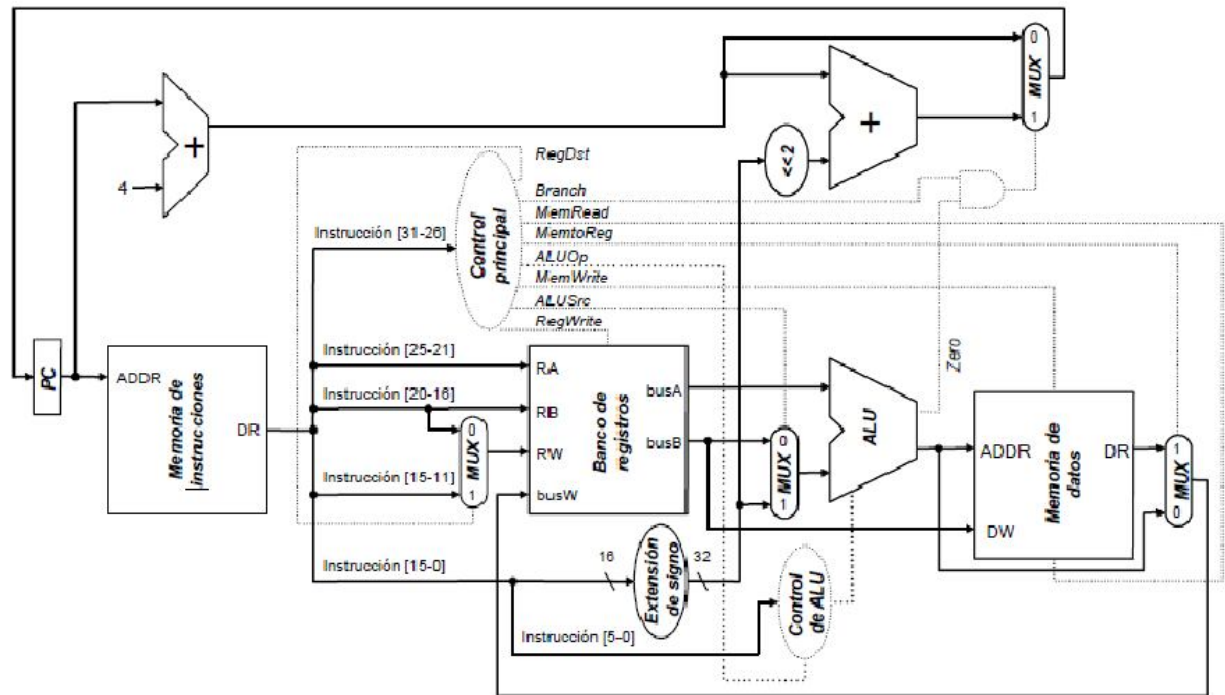 0
MUX
1
+
+
<< 2
4
RegDst
Branch
MemRead
MemtoReg
ALUOp
MemWrite
ALUSrc
RegWrite
Control
principal
Instrucción [31-26]
Zero
PC
ADDR
Memoria de
instrucciones
DR
Instrucción [25-21]
Instrucción [20-16]
0
MUX
1
Instrucción [15-11]
RA
RB
RW
busW
Banco de
registros
busA
busB
0
MUX
1
ALU
ADDR
DW
Memoria de
datos
DR
1
MUX
0
Instrucción [15-0]
16
Extensión
de signo
32
Instrucción [5-0]
Control
de ALU